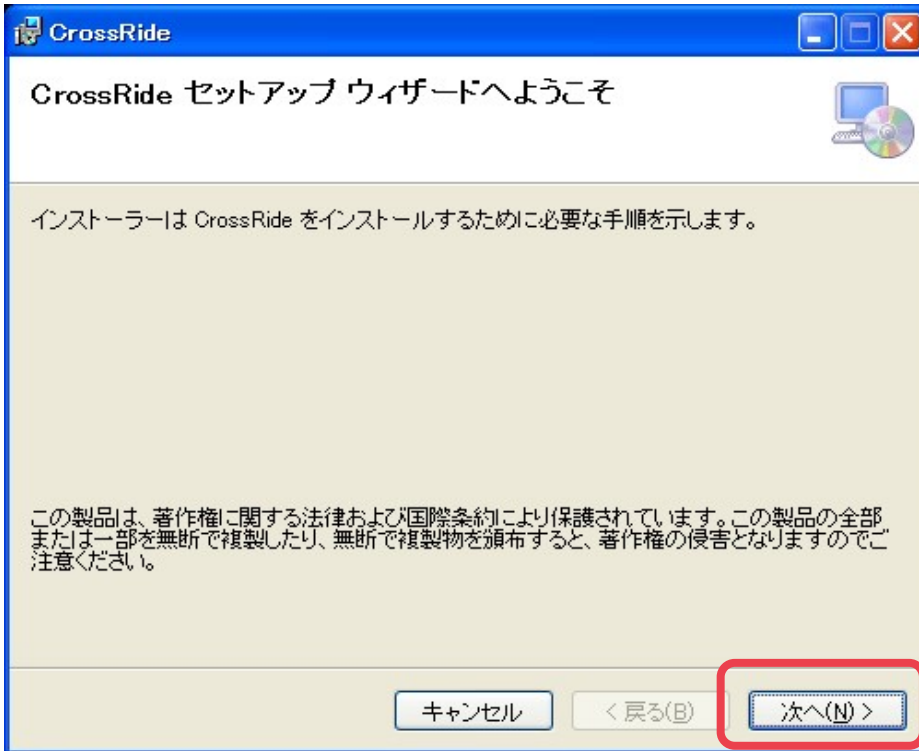 CrossRide
CrossRide セットアップ ウィザードへようこそ
インストーラーは CrossRide をインストールするために必要な手順を示します。
この製品は、著作権に関する法律および国際条約により保護されています。この製品の全部
または一部を無断で複製したり、無断で複製物を頒布すると、著作権の侵害となりますのでご
注意ください。
キャンセル
< 戻る(B)
次へ(N) >